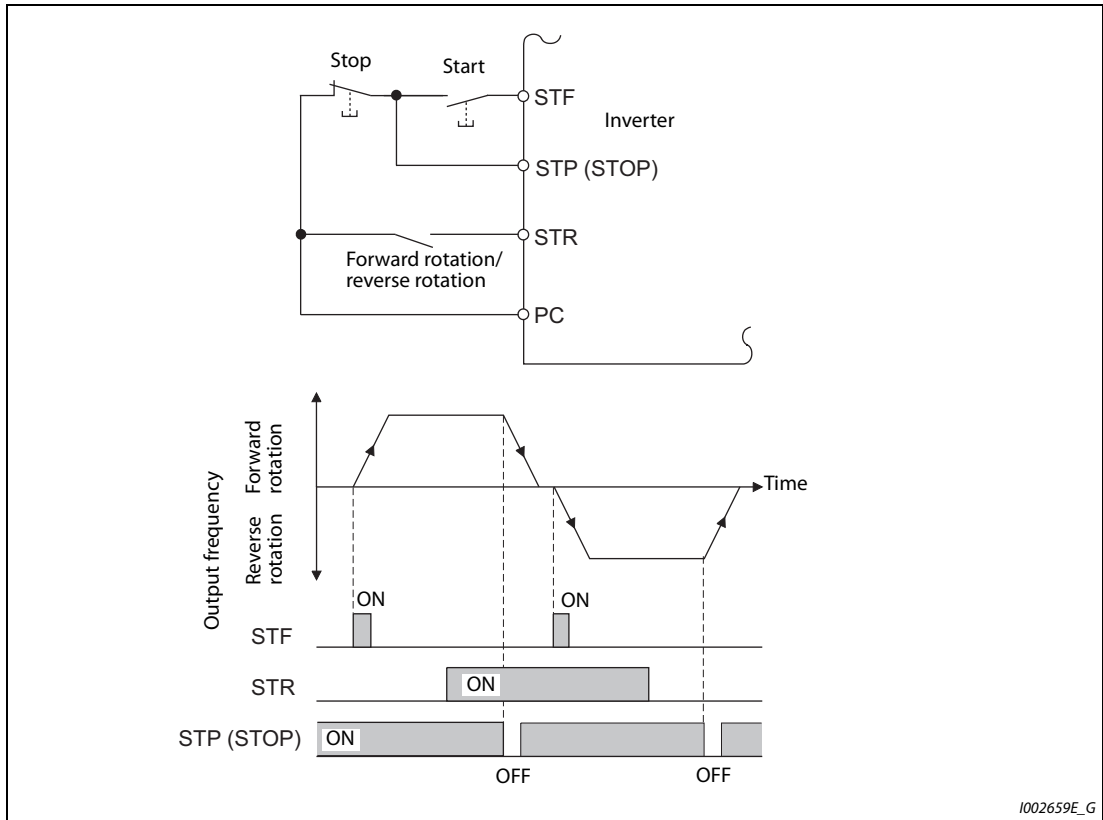 Stop
Start
STF
Inverter
STP (STOP)
STR
Forward rotation/
reverse rotation
PC
Output frequency
Reverse rotation
Forward rotation
Time
ON
ON
STF
STR
ON
STP (STOP)
ON
OFF
OFF
I002659E_G